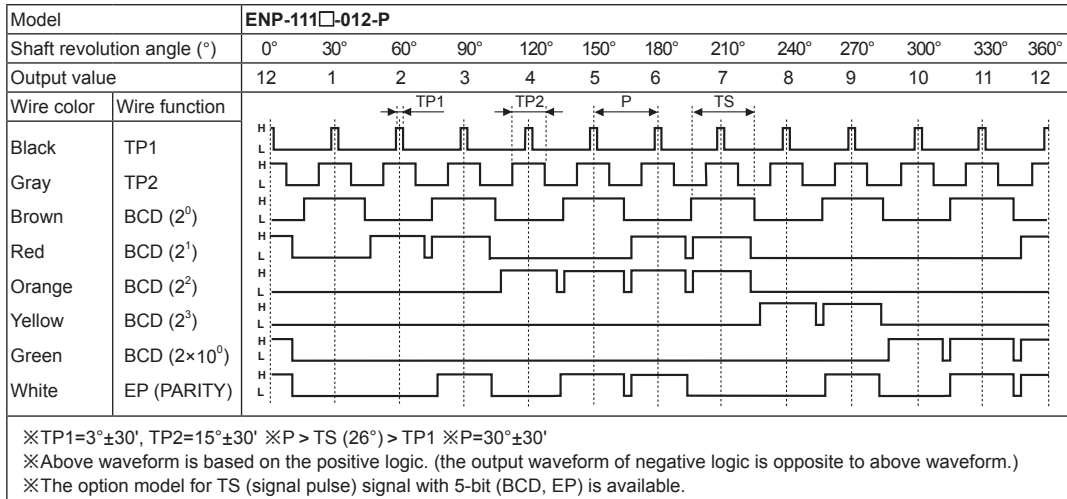 Model ENP-111□-012-P
Shaft revolution angle (°) 0° 30° 60° 90° 120° 150° 180° 210° 240° 270° 300° 330° 360°
Output value 12 1 2 3 4 5 6 7 8 9 10 11 12
Wire color Wire function TP1 TP2 P TS
Black TP1 H L
Gray TP2 H L
Brown BCD (2⁰) H L
Red BCD (2¹) H L
Orange BCD (2²) H L
Yellow BCD (2³) H L
Green BCD (2×10⁰) H L
White EP (PARITY) H L
※TP1=3°±30', TP2=15°±30' ※P > TS (26°) > TP1 ※P=30°±30'
※Above waveform is based on the positive logic. (the output waveform of negative logic is opposite to above waveform.)
※The option model for TS (signal pulse) signal with 5-bit (BCD, EP) is available.